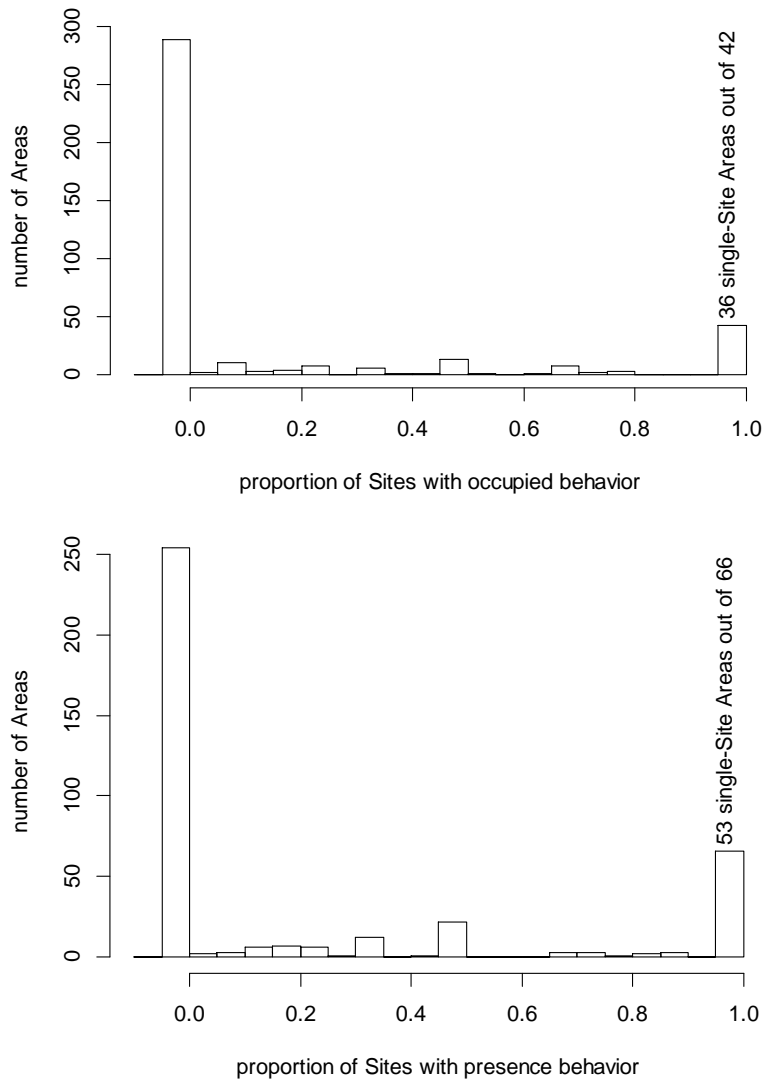 300
250
200
150
100
50
0
number of Areas
36 single-Site Areas out of 42
0.0 0.2 0.4 0.6 0.8 1.0
proportion of Sites with occupied behavior
250
200
150
100
50
0
number of Areas
53 single-Site Areas out of 66
0.0 0.2 0.4 0.6 0.8 1.0
proportion of Sites with presence behavior